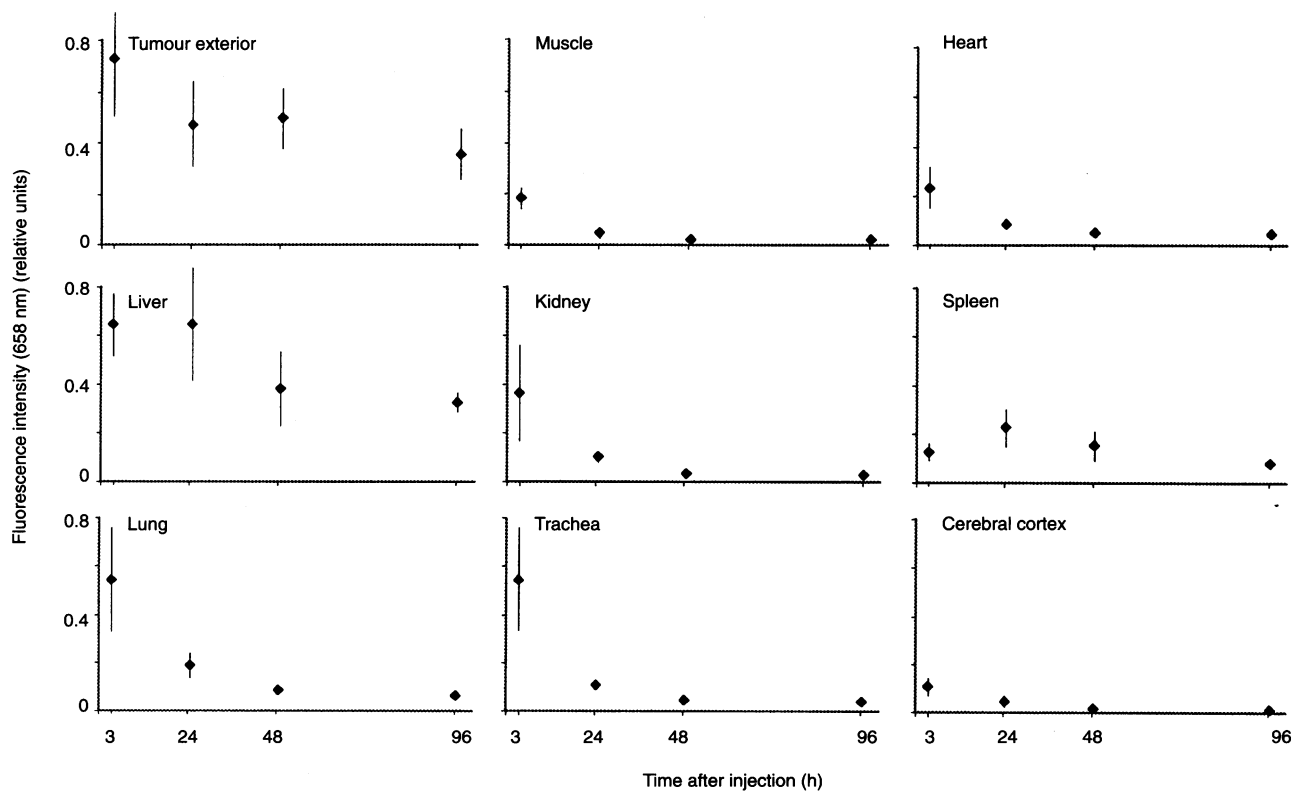 Fluorescence intensity (658 nm) (relative units)
0.8
0.4
0
Tumour exterior
Muscle
Heart
0.8
0.4
0
Liver
Kidney
Spleen
0.8
0.4
0
Lung
Trachea
Cerebral cortex
3 24 48 96
3 24 48 96
3 24 48 96
Time after injection (h)